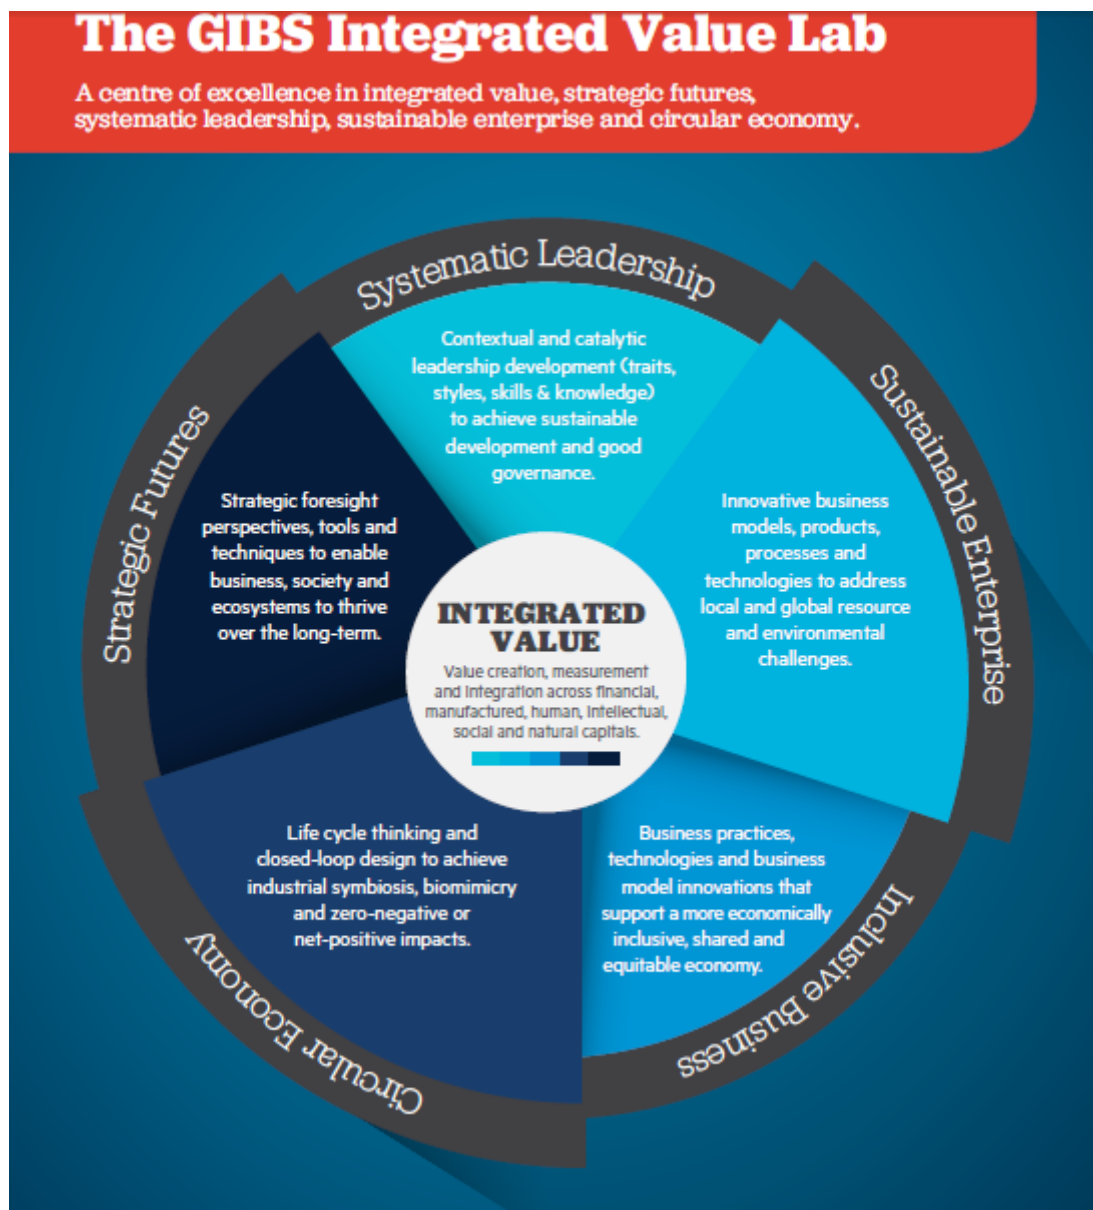 The GIBS Integrated Value Lab
A centre of excellence in integrated value, strategic futures,
systematic leadership, sustainable enterprise and circular economy.
Systematic Leadership
Contextual and catalytic
leadership development (traits,
styles, skills & knowledge)
to achieve sustainable
development and good
governance.
Sustainable Enterprise
Innovative business
models, products,
processes and
technologies to address
local and global resource
and environmental
challenges.
Inclusive Business
Business practices,
technologies and business
model innovations that
support a more economically
inclusive, shared and
equitable economy.
Circular Economy
Life cycle thinking and
closed-loop design to achieve
industrial symbiosis, biomimicry
and zero-negative or
net-positive impacts.
Strategic Futures
Strategic foresight
perspectives, tools and
techniques to enable
business, society and
ecosystems to thrive
over the long-term.
INTEGRATED
VALUE
Value creation, measurement
and integration across financial,
manufactured, human, intellectual,
social and natural capitals.